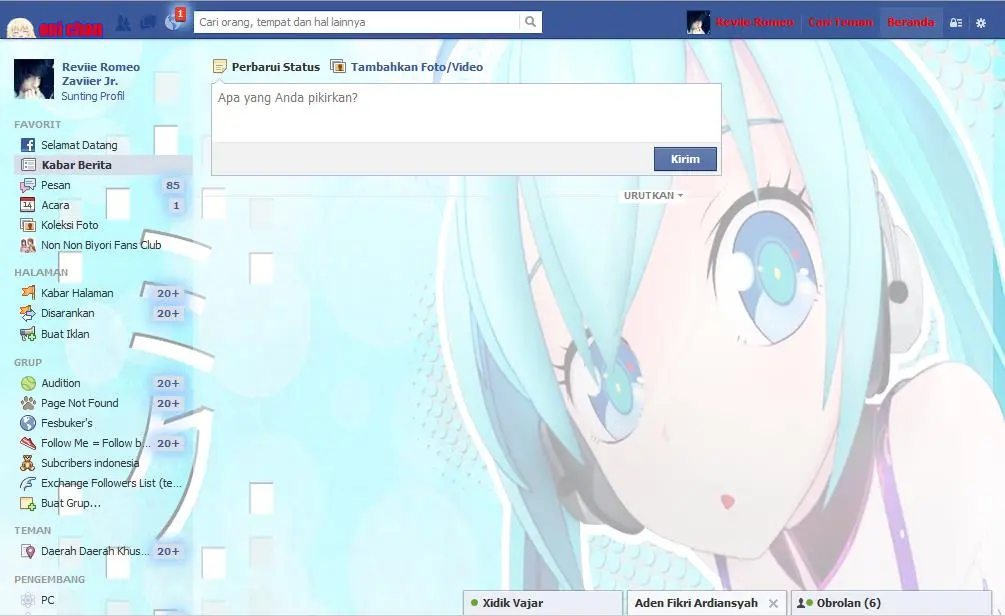 oni chan
1
Cari orang, tempat dan hal lainnya
Reviie Romeo
Cari Teman
Beranda
Reviie Romeo
Zaviier Jr.
Sunting Profil
Perbarui Status
Tambahkan Foto/Video
Apa yang Anda pikirkan?
Kirim
URUTKAN
FAVORIT
Selamat Datang
Kabar Berita
Pesan 85
14
Acara 1
Koleksi Foto
Non Non Biyori Fans Club
HALAMAN
Kabar Halaman 20+
Disarankan 20+
Buat Iklan
GRUP
Audition 20+
Page Not Found 20+
Fesbuker's
Follow Me = Follow b... 20+
Subcribers indonesia
Exchange Followers List (te...
Buat Grup...
TEMAN
Daerah Daerah Khus... 20+
PENGEMBANG
PC
Xidik Vajar
Aden Fikri Ardiansyah
Obrolan (6)